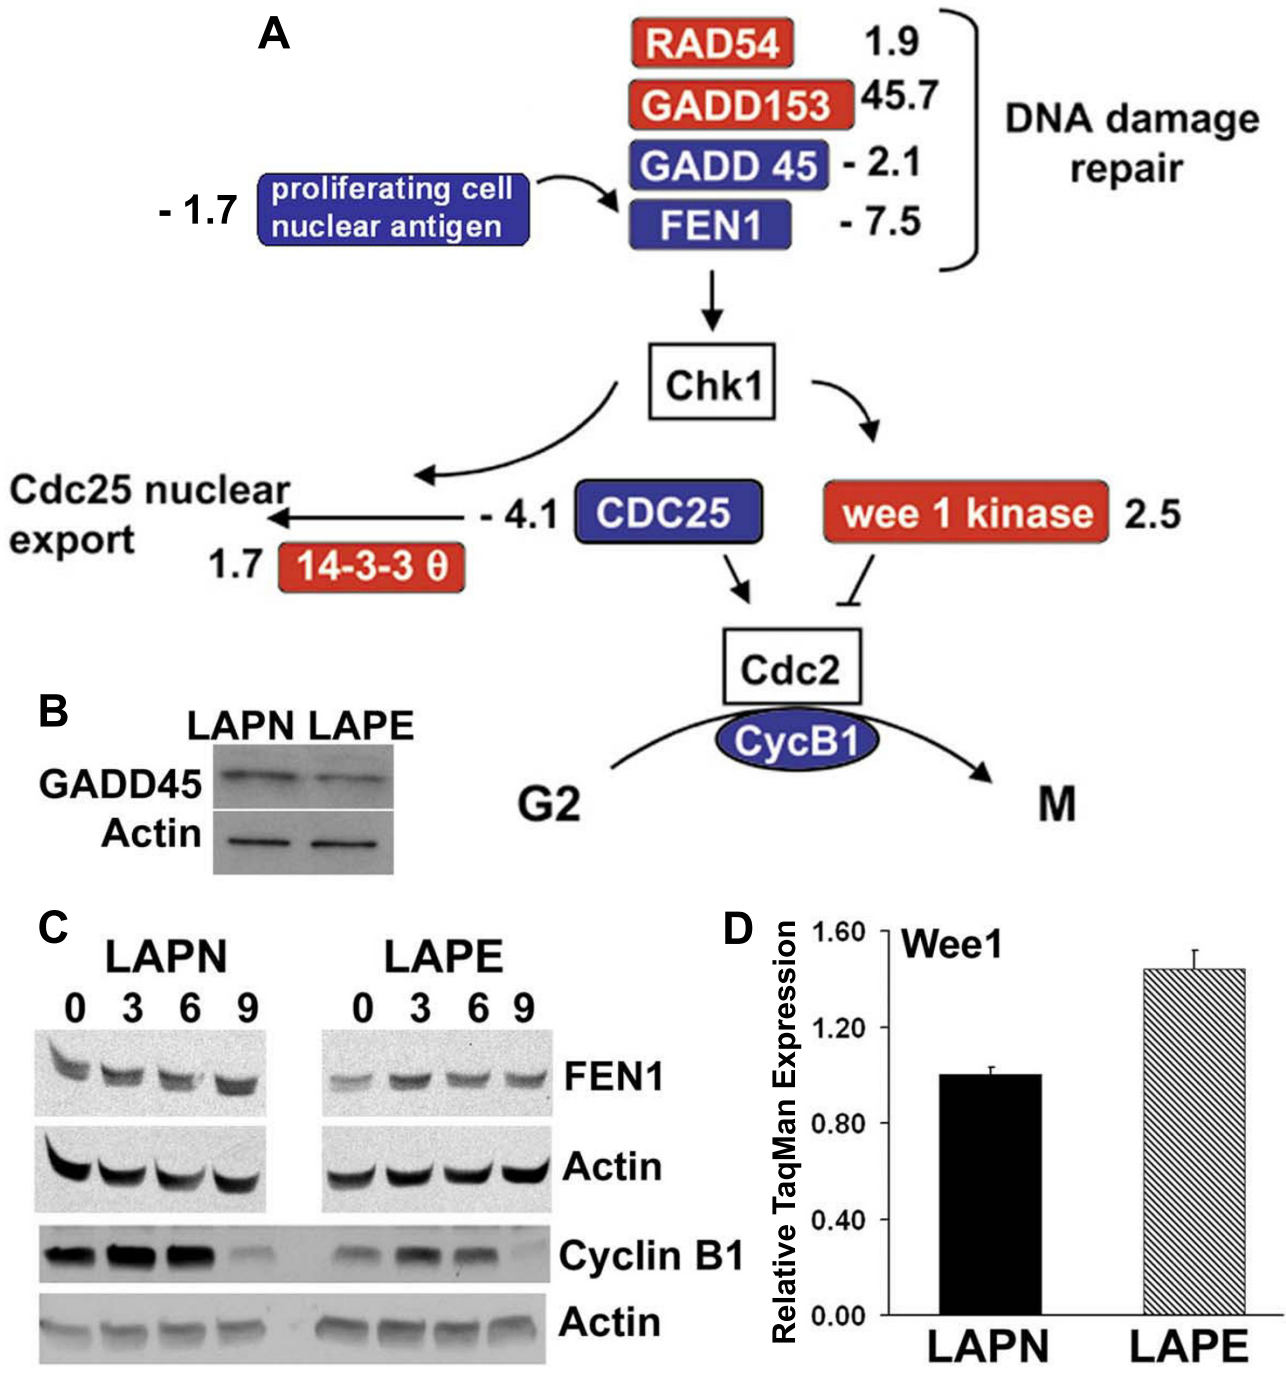 A
RAD54 1.9
GADD153 45.7
GADD 45 - 2.1
FEN1 - 7.5
DNA damage
repair
- 1.7 proliferating cell
nuclear antigen
Chk1
Cdc25 nuclear
export
- 4.1 CDC25
wee 1 kinase 2.5
1.7 14-3-3 θ
Cdc2
CycB1
G2 M
B
LAPN LAPE
GADD45
Actin
C
LAPN LAPE
0 3 6 9 0 3 6 9
FEN1
Actin
Cyclin B1
Actin
D
Wee1
Relative TaqMan Expression
1.60
1.20
0.80
0.40
0.00
LAPN LAPE